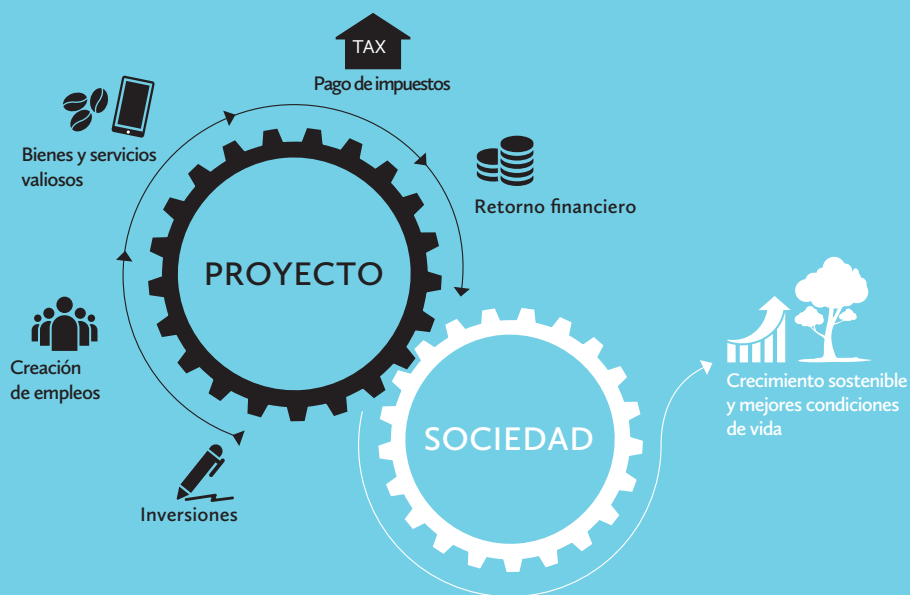 TAX
Pago de impuestos
Bienes y servicios
valiosos
Retorno financiero
PROYECTO
Creación
de empleos
Inversiones
SOCIEDAD
Crecimiento sostenible
y mejores condiciones
de vida